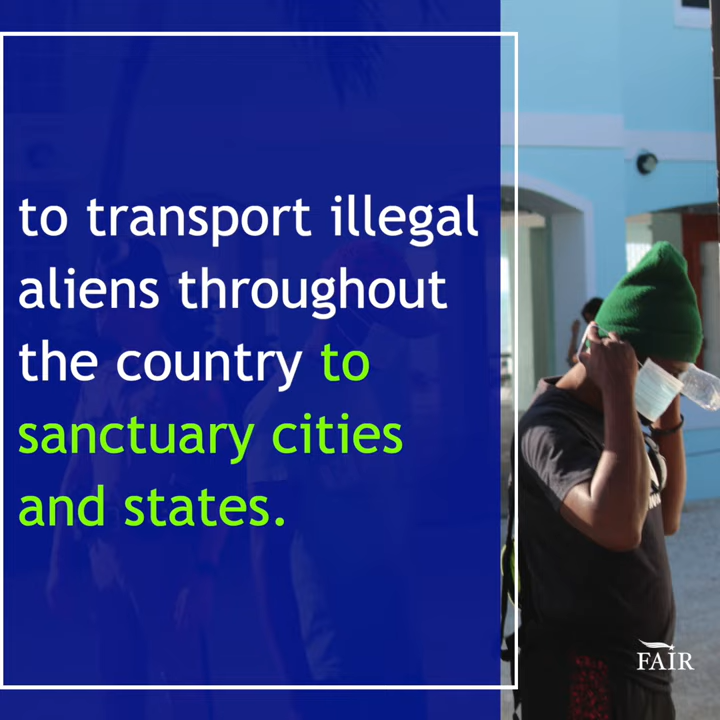 to transport illegal
aliens throughout
the country to
sanctuary cities
and states.
FAIR